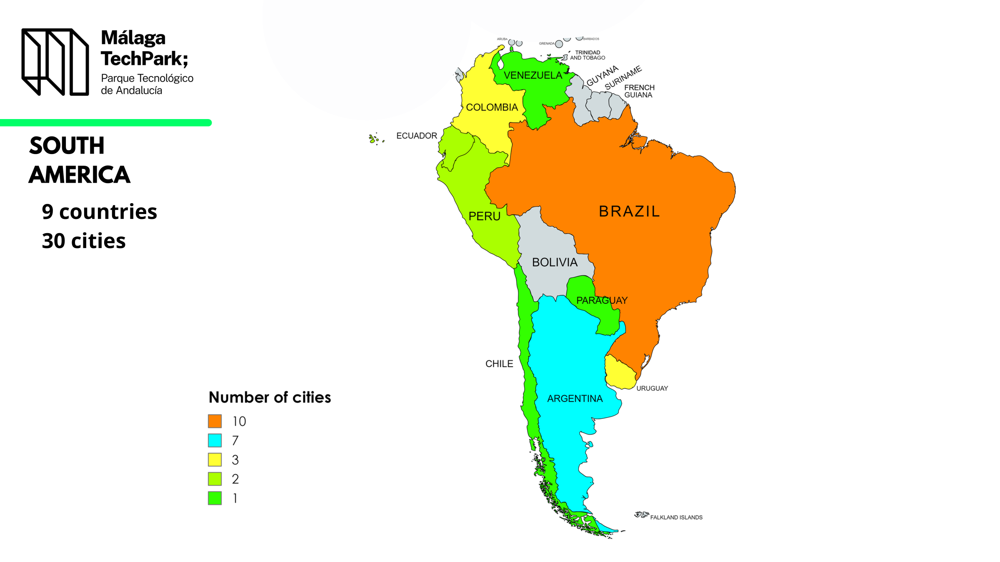 Málaga
TechPark;
Parque Tecnológico
de Andalucía
SOUTH
AMERICA
9 countries
30 cities
Number of cities
10
7
3
2
1
ARUBA
GRENADA
BARBADOS
TRINIDAD
AND TOBAGO
VENEZUELA
GUYANA
SURINAME
FRENCH
GUIANA
COLOMBIA
ECUADOR
PERU
BRAZIL
BOLIVIA
PARAGUAY
CHILE
URUGUAY
ARGENTINA
FALKLAND ISLANDS